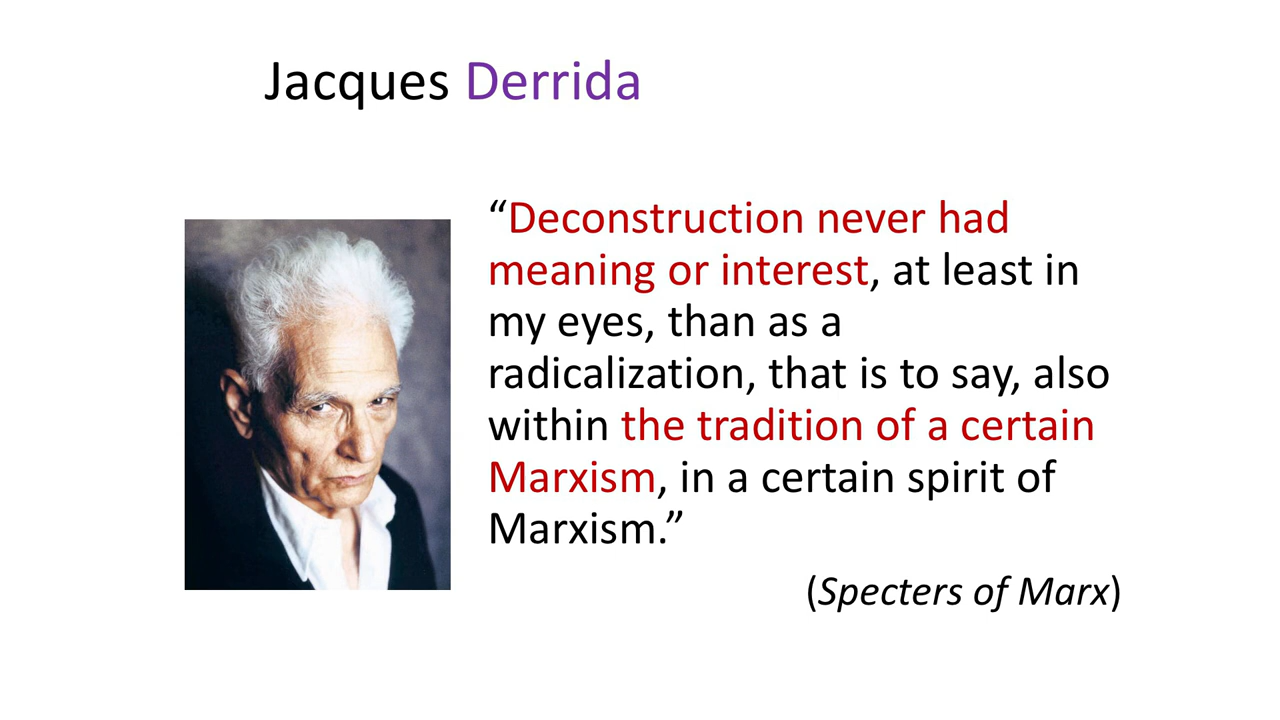 Jacques Derrida
“Deconstruction never had
meaning or interest, at least in
my eyes, than as a
radicalization, that is to say, also
within the tradition of a certain
Marxism, in a certain spirit of
Marxism.”
(Specters of Marx)